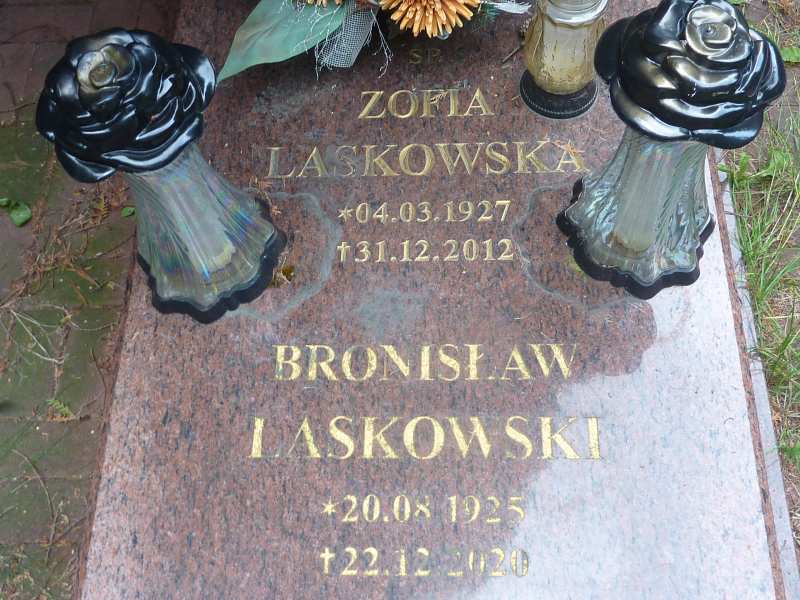 Ś.P.
ZOFIA
LASKOWSKA
*04.03.1927
†31.12.2012
BRONISŁAW
LASKOWSKI
*20.08.1925
†22.12.2020